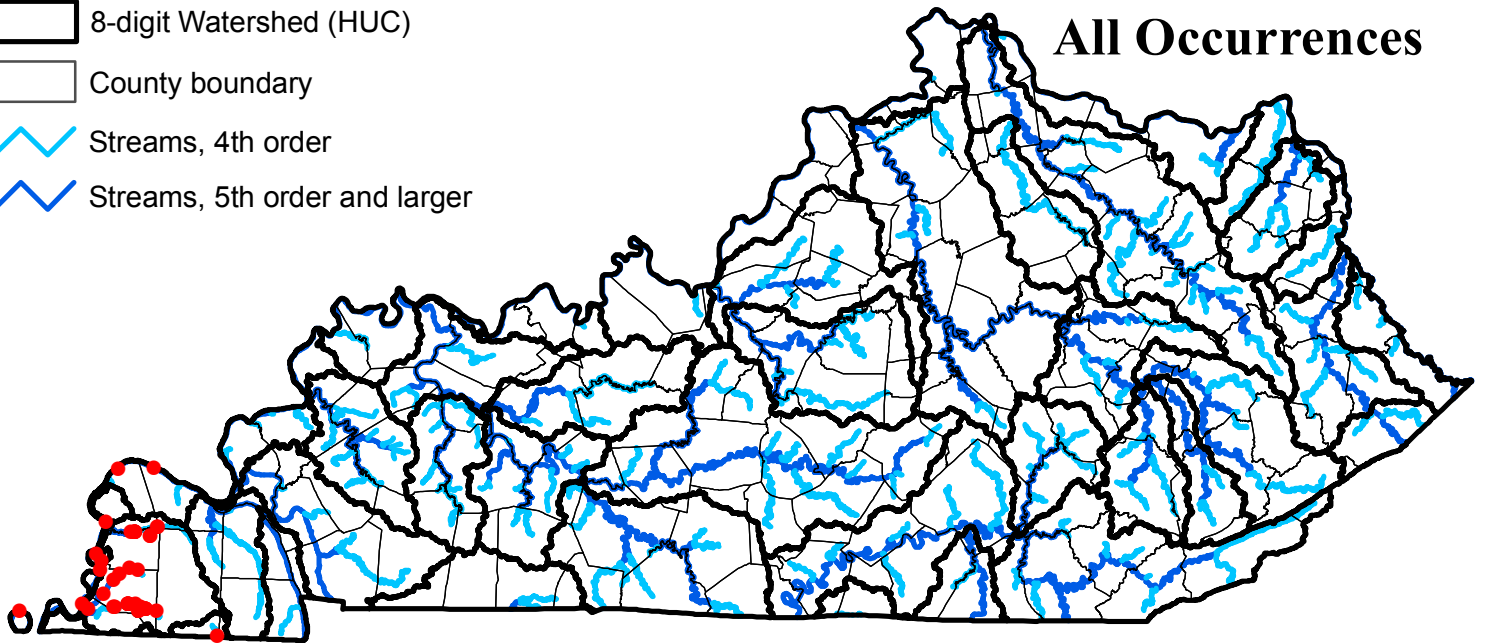 8-digit Watershed (HUC)
All Occurrences
County boundary
Streams, 4th order
Streams, 5th order and larger